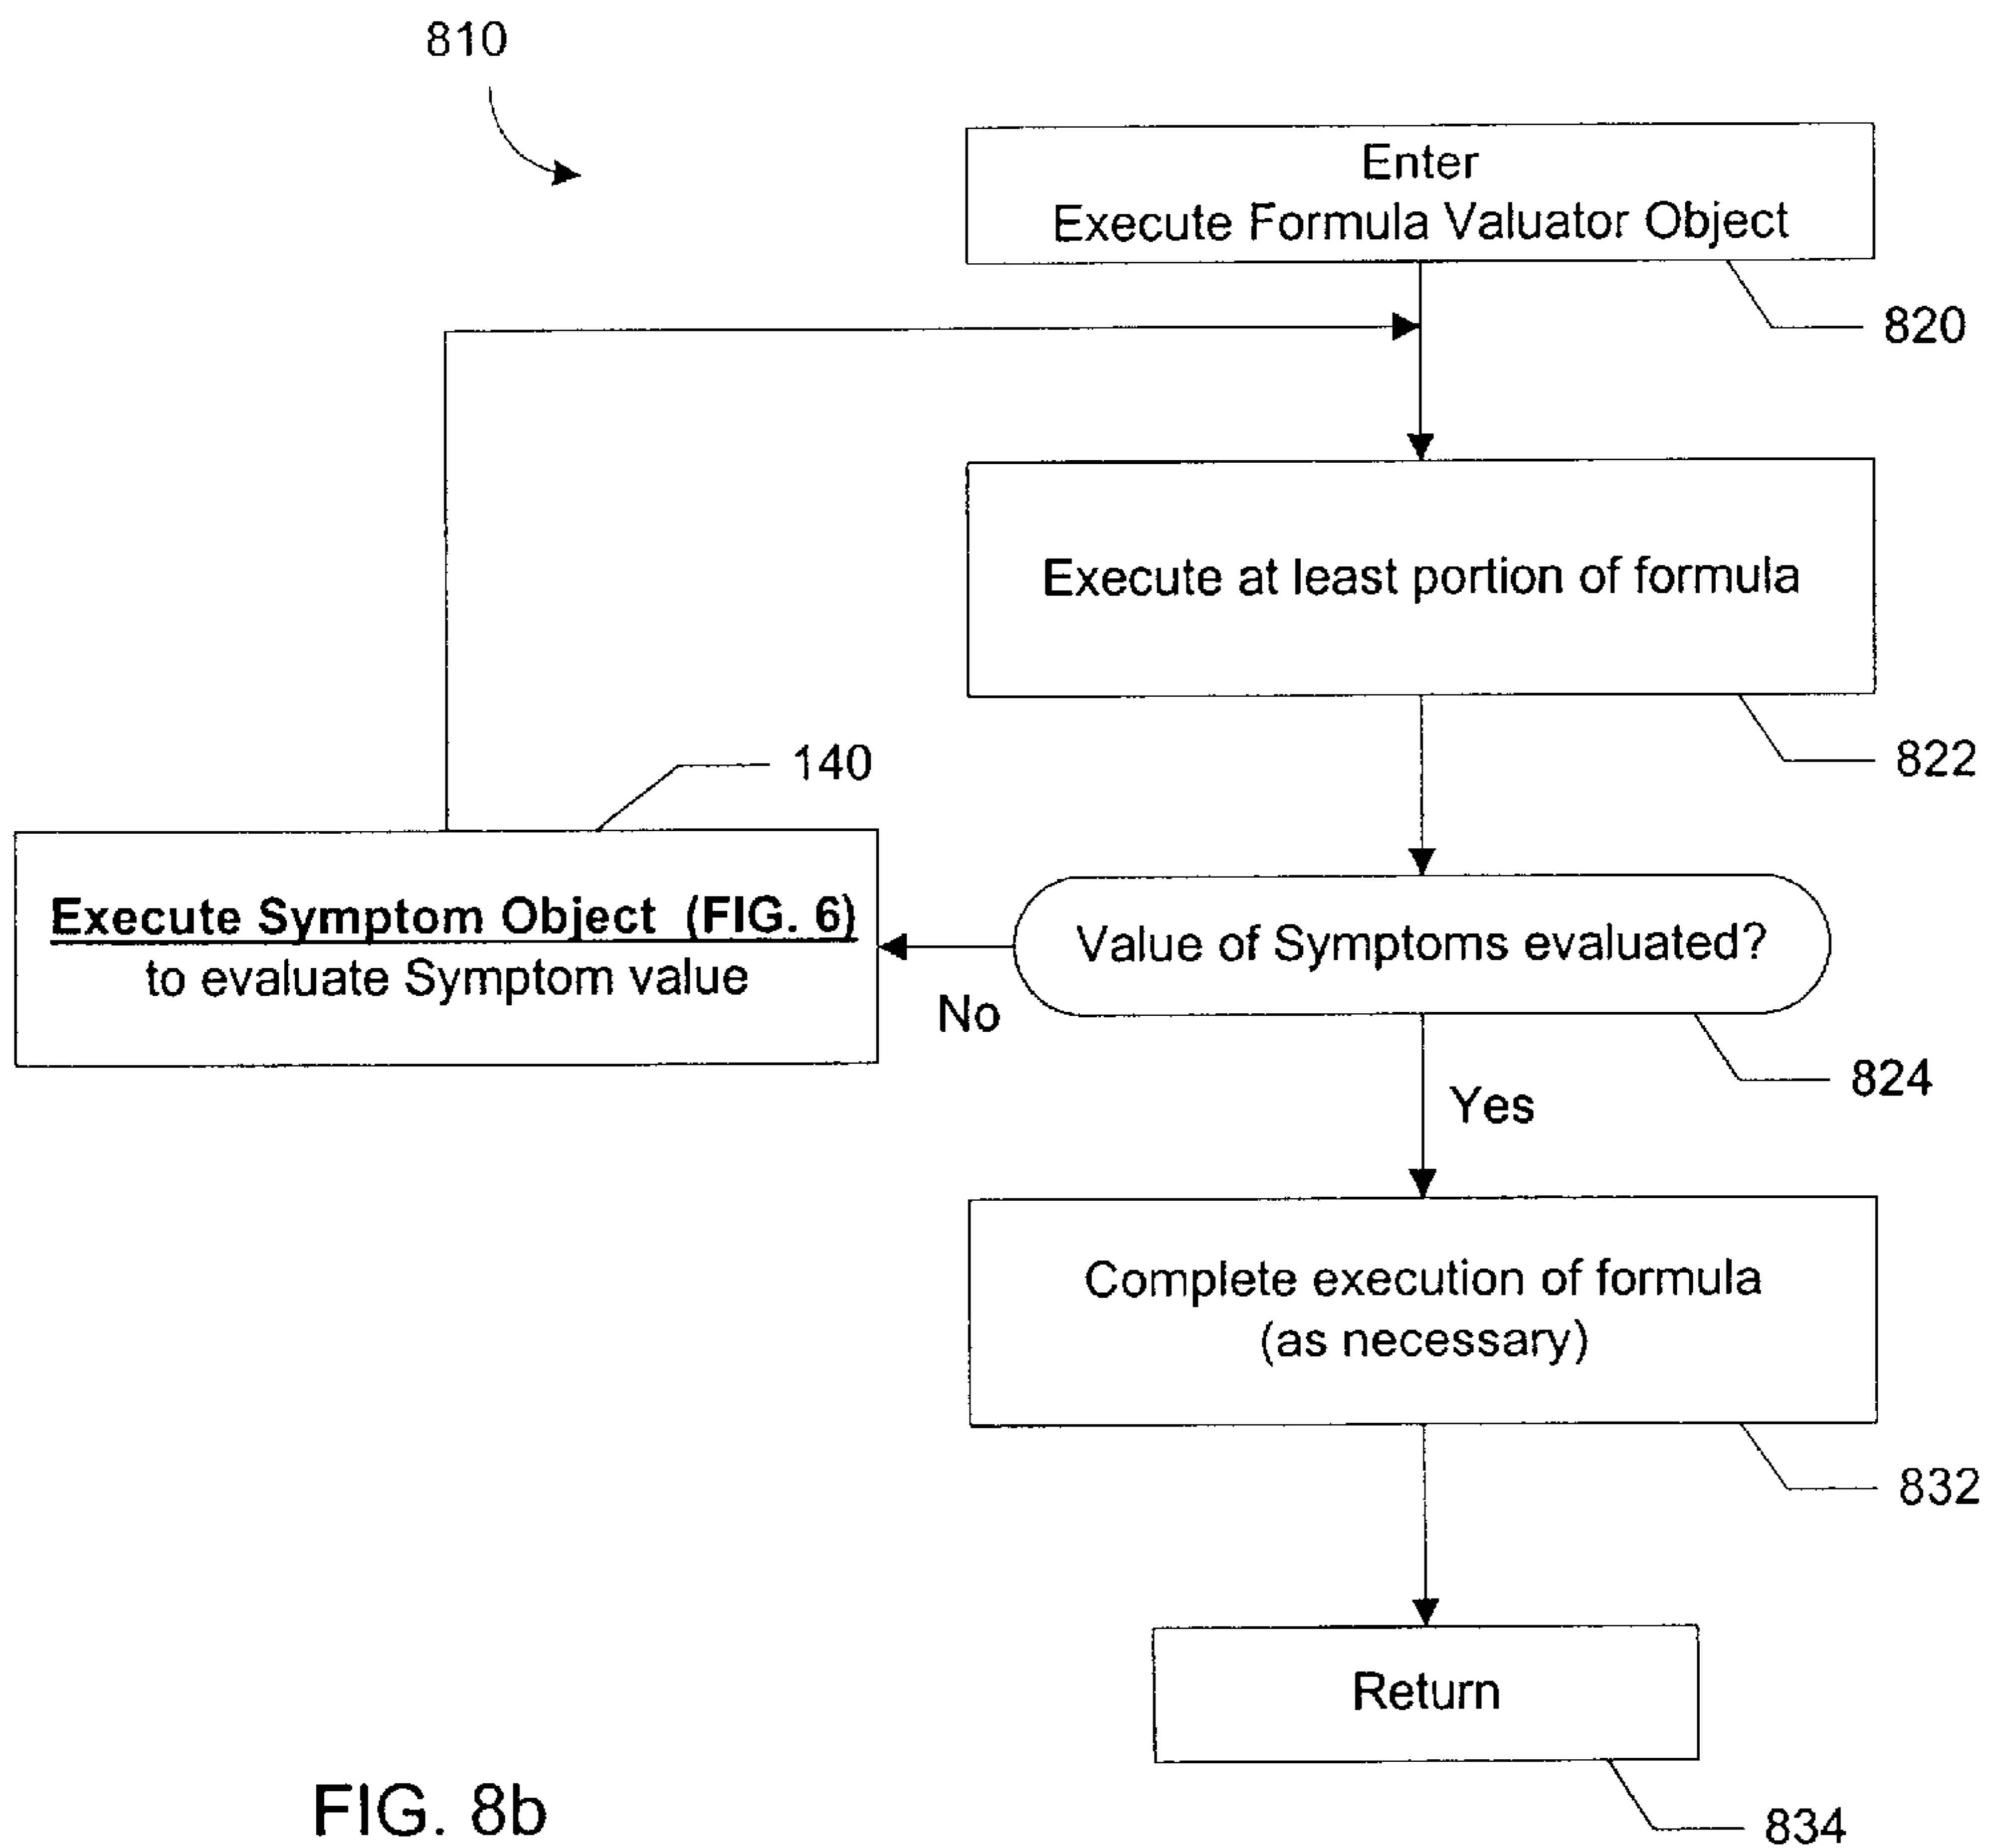 810
Enter
Execute Formula Valuator Object
820
Execute at least portion of formula
822
140
Execute Symptom Object (FIG. 6)
to evaluate Symptom value
Value of Symptoms evaluated?
No
824
Yes
Complete execution of formula
(as necessary)
832
Return
834
FIG. 8b